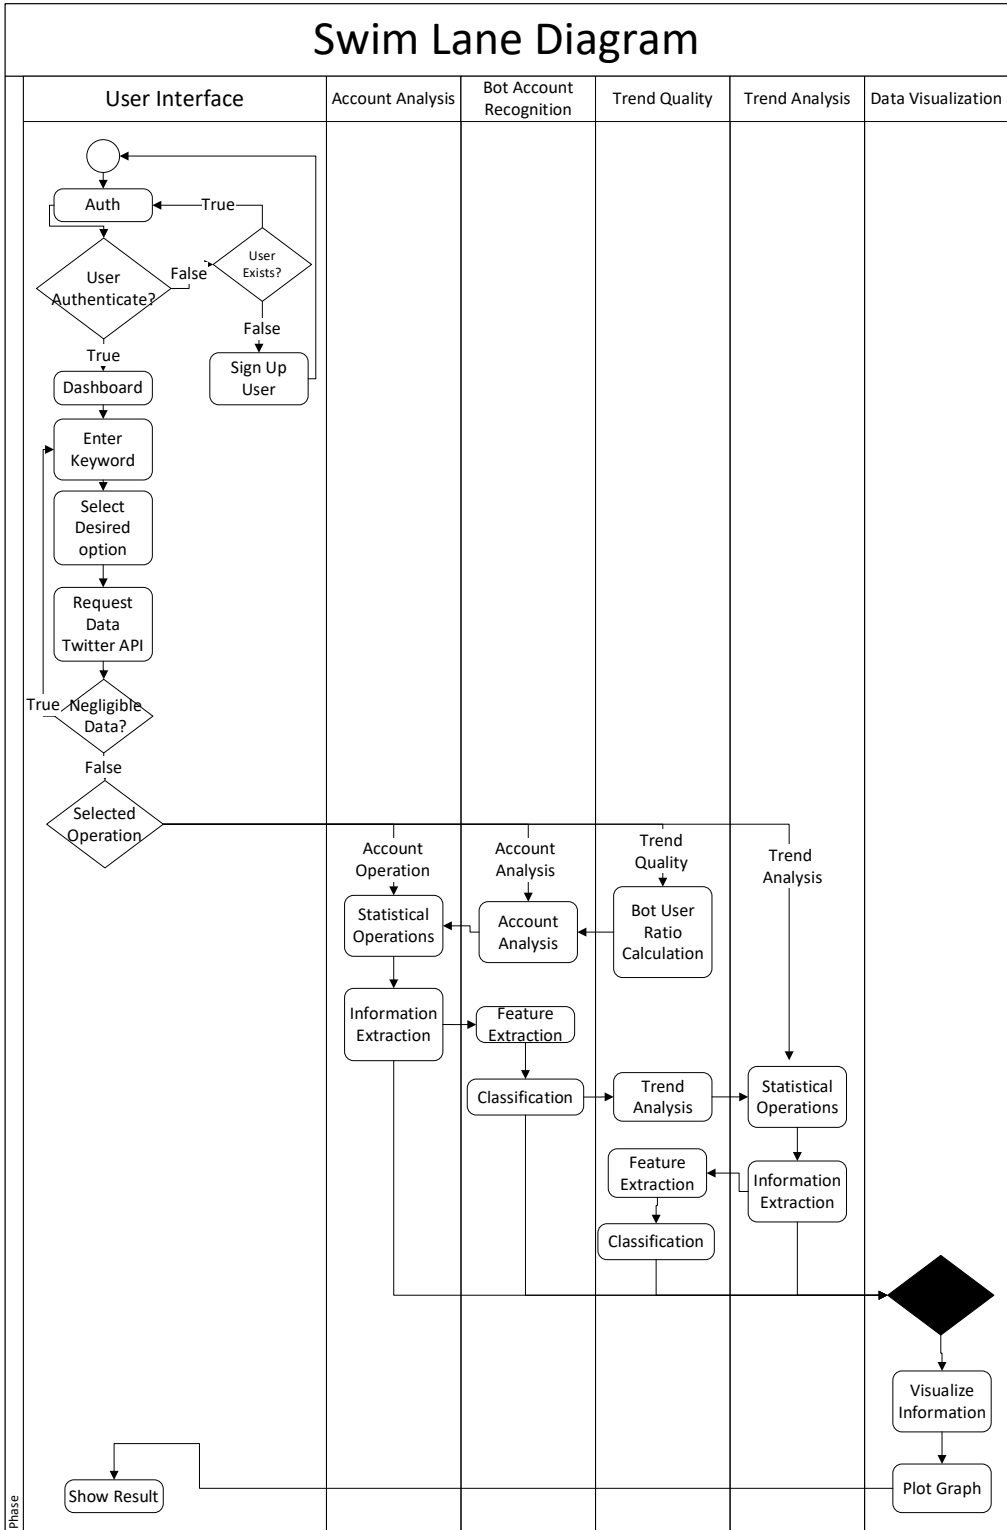 Swim Lane Diagram
User Interface
Account Analysis
Bot Account
Recognition
Trend Quality
Trend Analysis
Data Visualization
Auth
True
User
Exists?
User
Authenticate?
False
False
Sign Up
User
True
Dashboard
Enter
Keyword
Select
Desired
option
Request
Data
Twitter API
True
Negligible
Data?
False
Selected
Operation
Account
Operation
Account
Analysis
Trend
Quality
Trend
Analysis
Statistical
Operations
Account
Analysis
Bot User
Ratio
Calculation
Information
Extraction
Feature
Extraction
Classification
Trend
Analysis
Statistical
Operations
Feature
Extraction
Information
Extraction
Classification
Visualize
Information
Plot Graph
Show Result
Phase